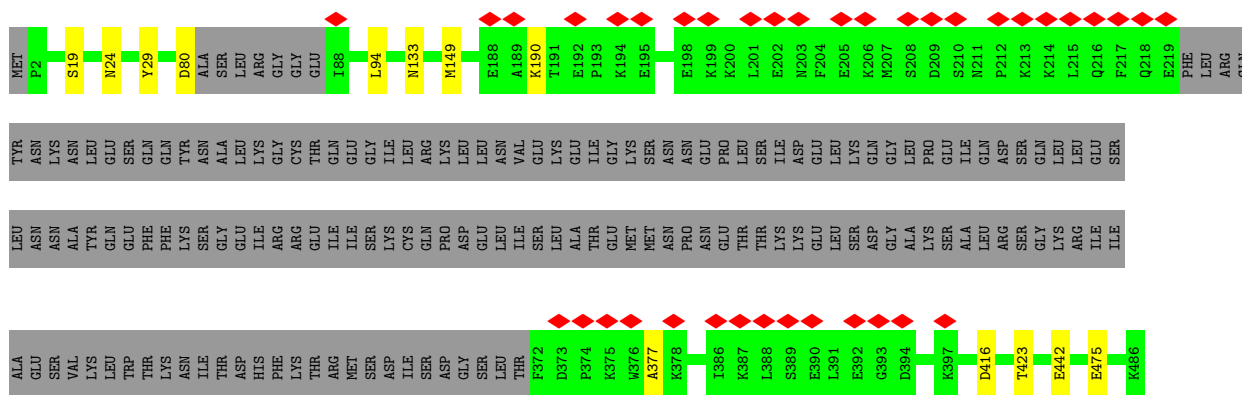 MET P2 S19 N24 Y29 D80 ALA SER LEU ARG GLY GLY GLU I88 L94 N133 M149 E188 A189 K190 T191 E192 P193 K194 E195 E198 K199 K200 L201 E202 N203 F204 E205 K206 M207 S208 D209 S210 N211 P212 K213 K214 L215 Q216 F217 Q218 E219 PHE LEU ARG GLN
TYR ASN LYS ASN LEU GLU SER GLN GLN TYR ASN ALA LEU LYS GLY CYS THR GLN GLU GLY ILE LEU ARG LYS LEU LEU ASN VAL GLU LYS GLU ILE GLY LYS SER ASN ASN GLU PRO LEU SER ILE ASP GLU LEU LYS GLN GLY LEU PRO GLU ILE GLN ASP SER GLN LEU LEU GLU SER
LEU ASN ASN ALA TYR GLN GLU PHE PHE LYS SER GLY GLU ILE ARG ARG GLU ILE ILE SER LYS CYS GLN PRO ASP GLU LEU ILE SER LEU ALA THR GLU MET MET ASN PRO ASN GLU THR THR LYS LYS GLU LEU SER ASP GLY ALA LYS SER ALA LEU ARG SER GLY LYS ARG ILE ILE
ALA GLU SER VAL LYS LEU TRP THR LYS ASN ILE THR ASP HIS PHE LYS THR ARG MET SER ASP ILE SER ASP GLY SER LEU THR F372 D373 P374 K375 W376 A377 K378 I386 K387 L388 S389 E390 L391 E392 G393 D394 K397 D416 T423 E442 E475 K486